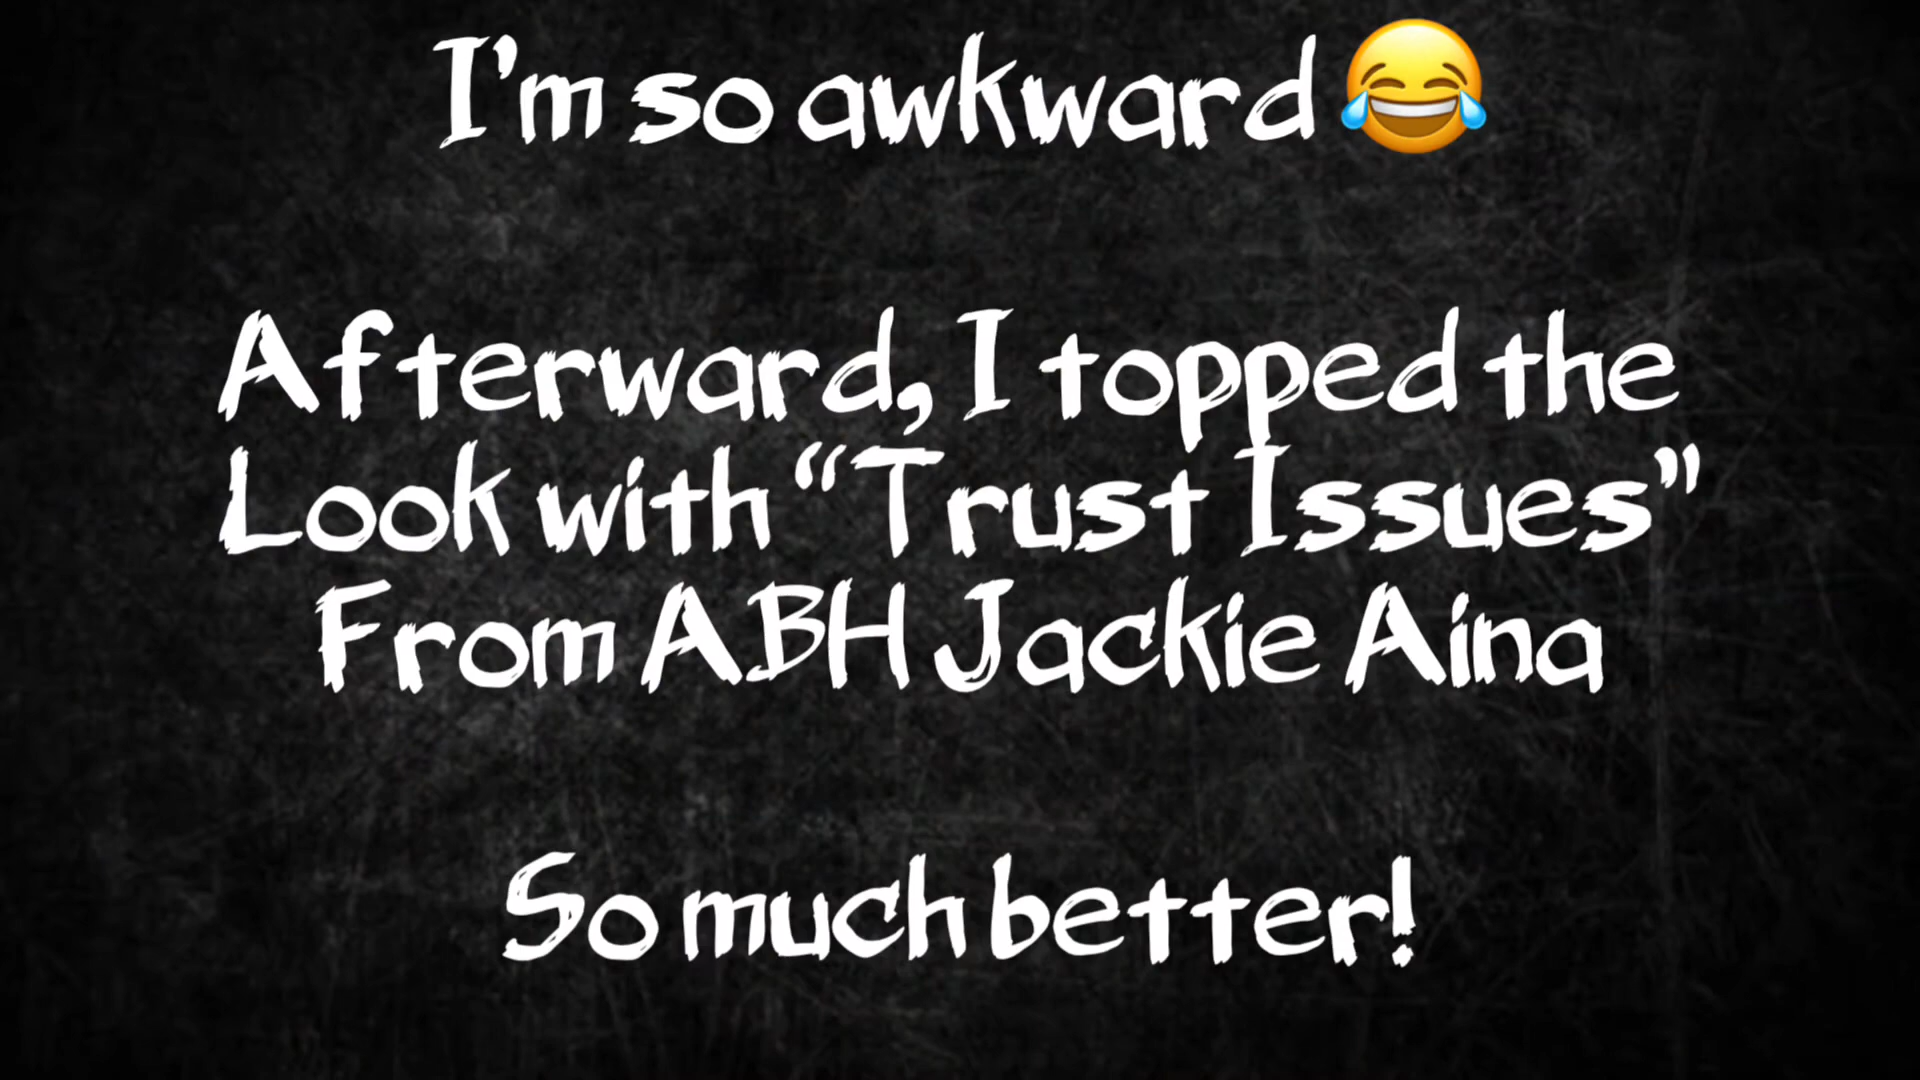 I'm so awkward 😂
Afterward, I topped the
Look with “Trust Issues”
From ABH Jackie Aina
So much better!